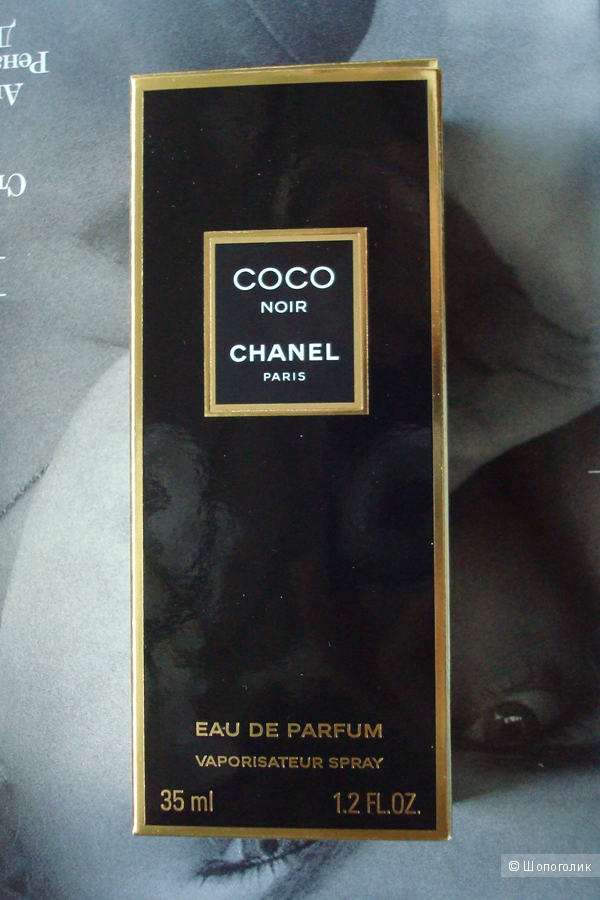 COCO
NOIR
CHANEL
PARIS
EAU DE PARFUM
VAPORISATEUR SPRAY
35 ml
1.2 FL.OZ.
© Шопоголик